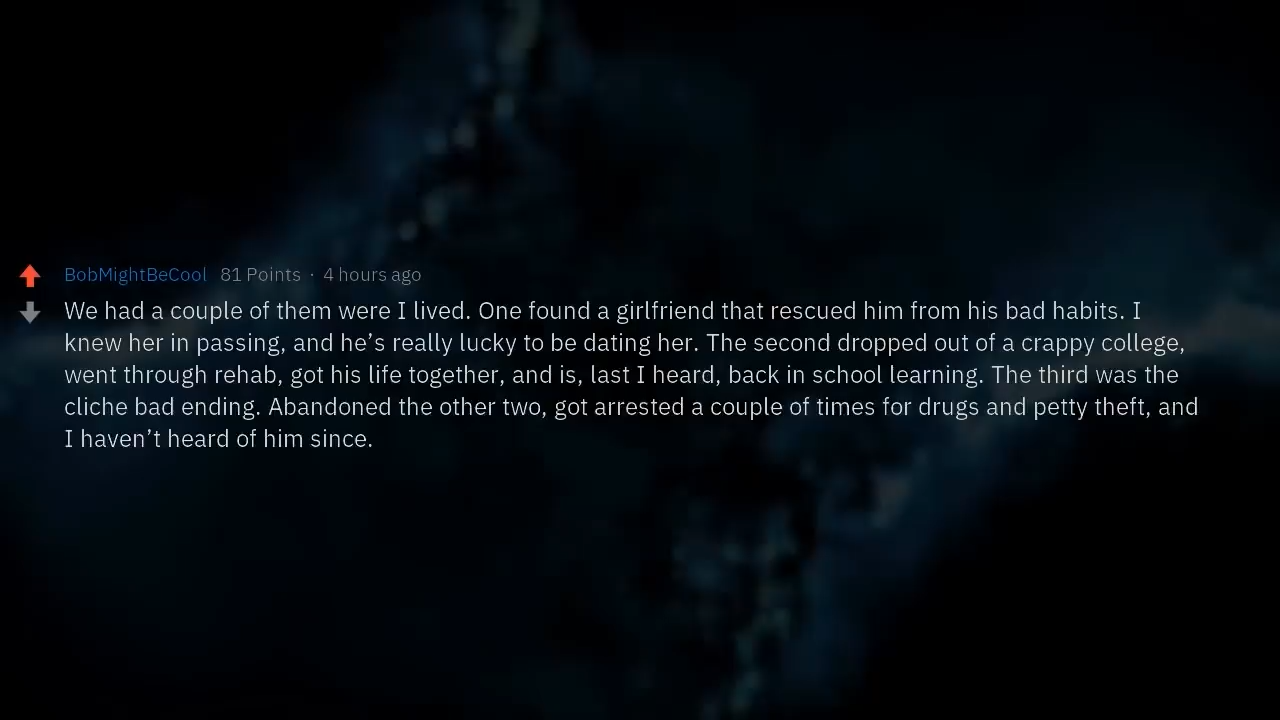 BobMightBeCool 81 Points · 4 hours ago
We had a couple of them were I lived. One found a girlfriend that rescued him from his bad habits. I
knew her in passing, and he’s really lucky to be dating her. The second dropped out of a crappy college,
went through rehab, got his life together, and is, last I heard, back in school learning. The third was the
cliche bad ending. Abandoned the other two, got arrested a couple of times for drugs and petty theft, and
I haven’t heard of him since.